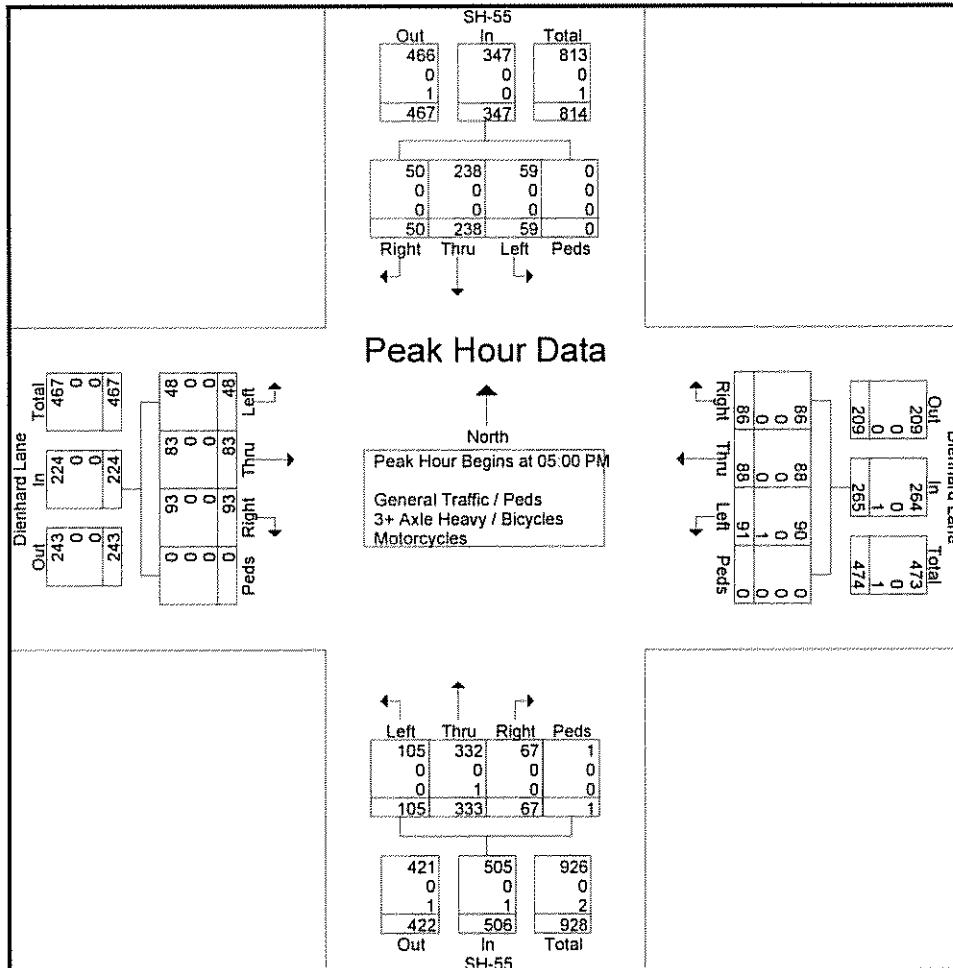 SH-55
Out In Total
466 347 813
0 0 0
1 0 1
467 347 814
50 238 59 0
0 0 0 0
0 0 0 0
50 238 59 0
Right Thru Left Peds
Peak Hour Data
North
Peak Hour Begins at 05:00 PM
General Traffic / Peds
3+ Axle Heavy / Bicycles
Motorcycles
Dienhard Lane
Out In Total
243 224 467
0 0 0
0 0 0
243 224 467
Peds Right Thru Left
0 93 83 48
0 0 0 0
0 0 0 0
0 93 83 48
Right Thru Left Peds
86 88 90 0
0 0 0 0
0 0 1 0
86 88 91 0
Out In Total
209 264 473
0 0 0
0 1 1
209 265 474
Dienhard Lane
Left Thru Right Peds
105 332 67 1
0 0 0 0
0 1 0 0
105 333 67 1
421 505 926
0 0 0
1 1 2
422 506 928
Out In Total
SH-55